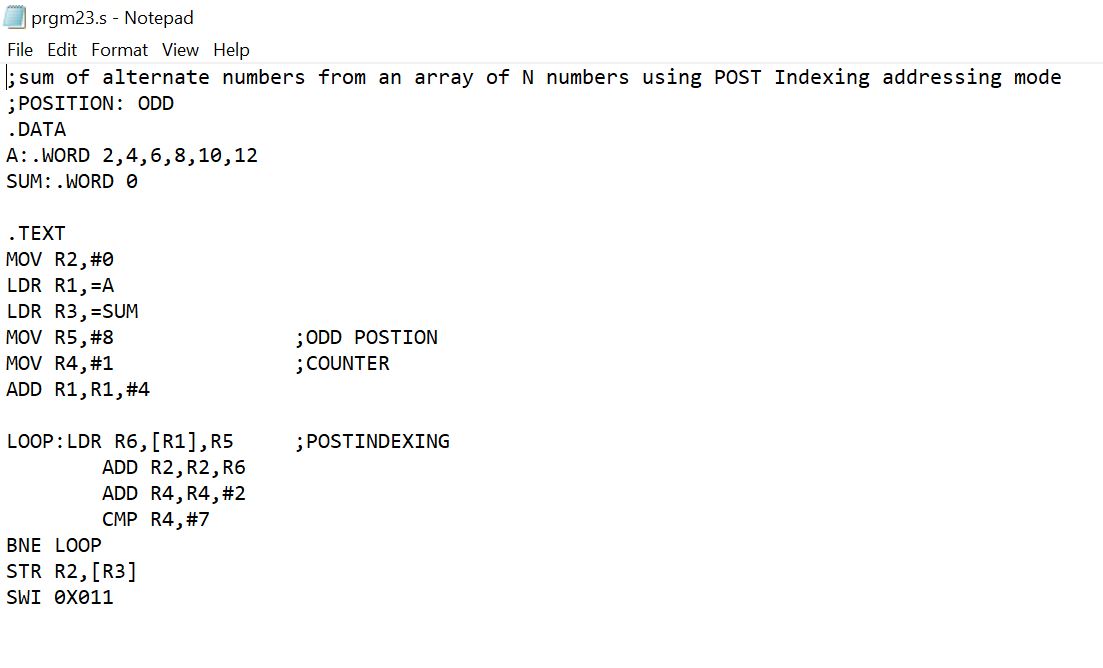 prgm23.s - Notepad
File Edit Format View Help
;sum of alternate numbers from an array of N numbers using POST Indexing addressing mode
;POSITION: ODD
.DATA
A:.WORD 2,4,6,8,10,12
SUM:.WORD 0
.TEXT
MOV R2,#0
LDR R1,=A
LDR R3,=SUM
MOV R5,#8 ;ODD POSTION
MOV R4,#1 ;COUNTER
ADD R1,R1,#4
LOOP:LDR R6,[R1],R5 ;POSTINDEXING
ADD R2,R2,R6
ADD R4,R4,#2
CMP R4,#7
BNE LOOP
STR R2,[R3]
SWI 0X011